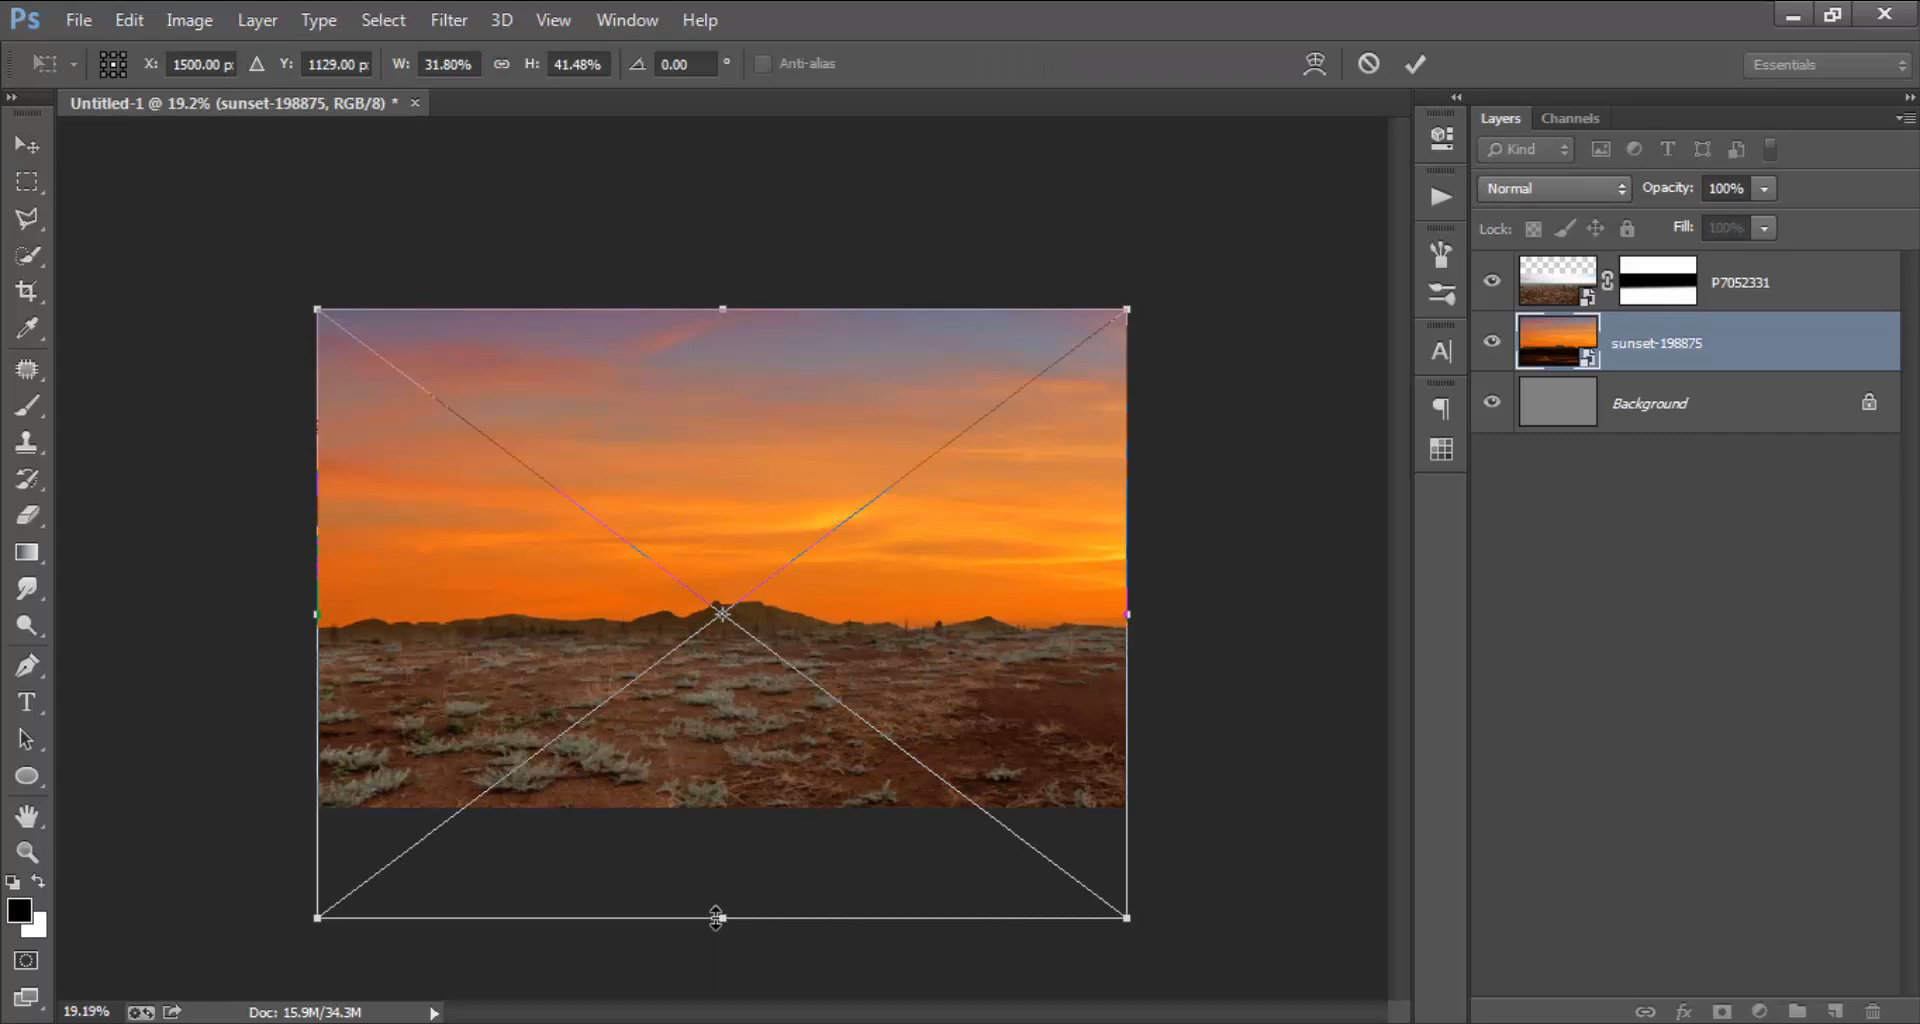 Ps File Edit Image Layer Type Select Filter 3D View Window Help
X: 1500.00 p Y: 1129.00 p W: 31.80% H: 41.48% 0.00 ° Anti-alias Essentials
Untitled-1 @ 19.2% (sunset-198875, RGB/8) * ×
Layers Channels
Kind
Normal Opacity: 100%
Lock: Fill: 100%
P7052331
sunset-198875
Background
19.19% Doc: 15.9M/34.3M